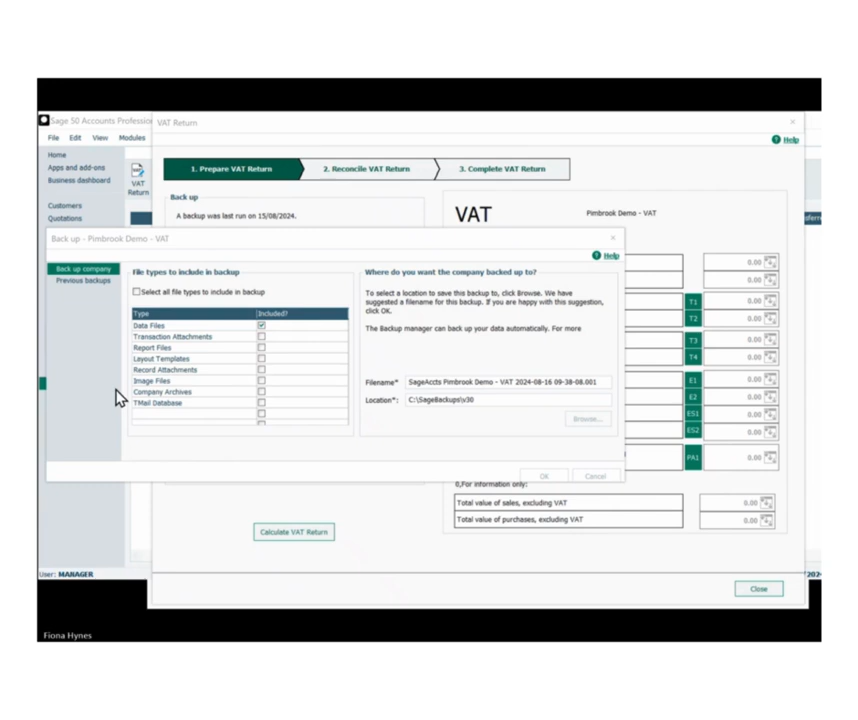 Sage 50 Accounts Professio
VAT Return
File Edit View Modules
Help
Home
Apps and add-ons
Business dashboard
VAT
Return
1. Prepare VAT Return
2. Reconcile VAT Return
3. Complete VAT Return
Customers
Quotations
Back up
A backup was last run on 15/08/2024.
VAT
Pimbrook Demo - VAT
Back up - Pimbrook Demo - VAT
Help
Back up company
Previous backups
File types to include in backup
Select all file types to include in backup
Type Included?
Data Files
Transaction Attachments
Report Files
Layout Templates
Record Attachments
Image Files
Company Archives
TMail Database
Where do you want the company backed up to?
To select a location to save this backup to, click Browse. We have
suggested a filename for this backup. If you are happy with this suggestion,
click OK.
The Backup manager can back up your data automatically. For more
Filename* SageAccts Pimbrook Demo - VAT 2024-08-16 09-38-08.001
Location*: C:\SageBackups\v30
Browse...
OK Cancel
0.00
0.00
T1 0.00
T2 0.00
T3 0.00
T4 0.00
E1 0.00
E2 0.00
ES1 0.00
ES2 0.00
PA1 0.00
0,For information only:
Total value of sales, excluding VAT 0.00
Total value of purchases, excluding VAT 0.00
Calculate VAT Return
User: MANAGER
Close
Fiona Hynes